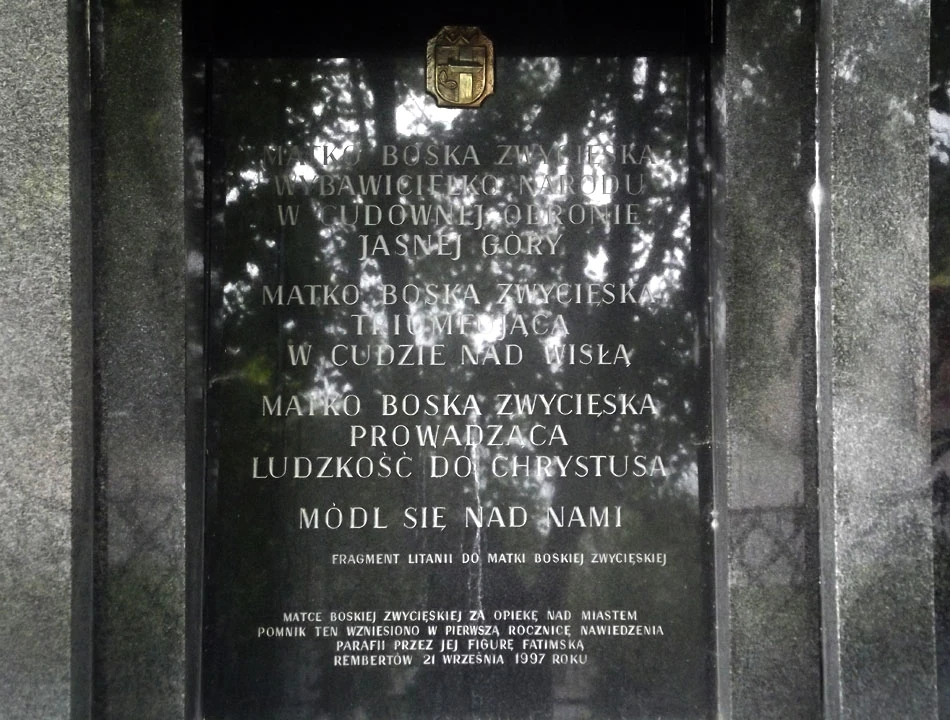 MATKO BOSKA ZWYCIĘSKA
WYBAWICIELKO NARODU
W CUDOWNEJ OBRONIE
JASNEJ GÓRY
MATKO BOSKA ZWYCIĘSKA
TRIUMFUJĄCA
W CUDZIE NAD WISŁĄ
MATKO BOSKA ZWYCIĘSKA
PROWADZĄCA
LUDZKOŚĆ DO CHRYSTUSA
MÓDL SIĘ NAD NAMI
FRAGMENT LITANII DO MATKI BOSKIEJ ZWYCIĘSKIEJ
MATCE BOSKIEJ ZWYCIĘSKIEJ ZA OPIEKĘ NAD MIASTEM
POMNIK TEN WZNIESIONO W PIERWSZĄ ROCZNICĘ NAWIEDZENIA
PARAFII PRZEZ JEJ FIGURĘ FATIMSKĄ
REMBERTÓW 21 WRZEŚNIA 1997 ROKU